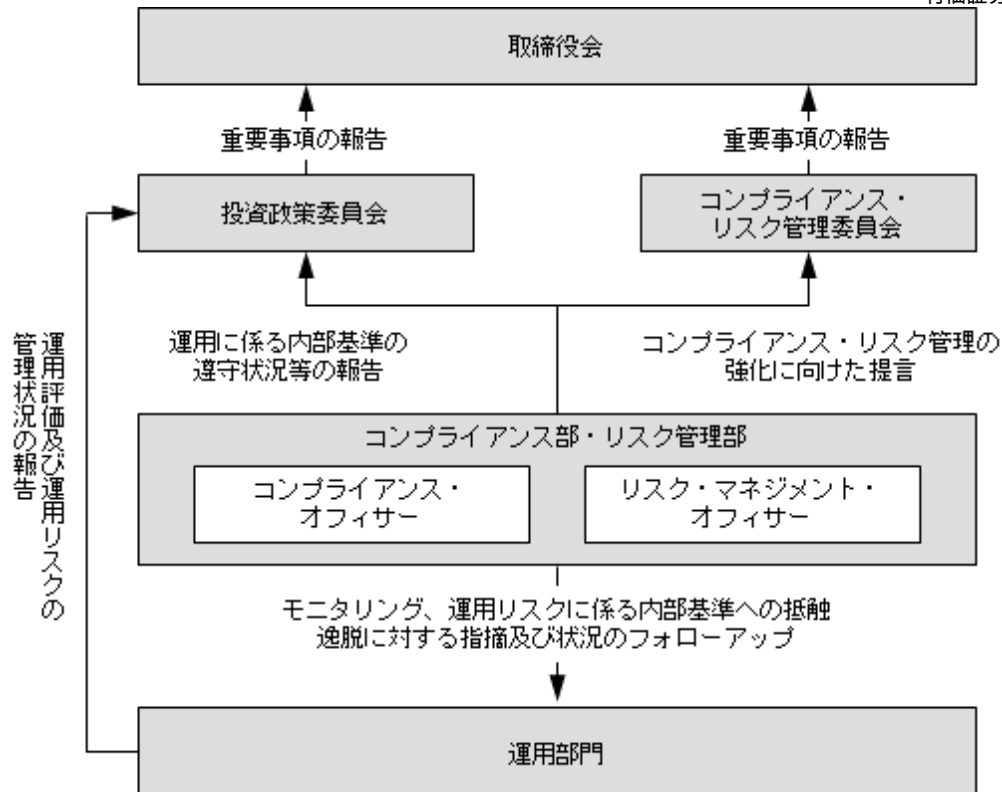 取締役会
重要事項の報告
重要事項の報告
投資政策委員会
コンプライアンス・
リスク管理委員会
運用に係る内部基準の
遵守状況等の報告
コンプライアンス・リスク管理の
強化に向けた提言
運用評価及び運用リスクの
管理状況の報告
コンプライアンス部・リスク管理部
コンプライアンス・
オフィサー
リスク・マネジメント・
オフィサー
モニタリング、運用リスクに係る内部基準への抵触
逸脱に対する指摘及び状況のフォローアップ
運用部門